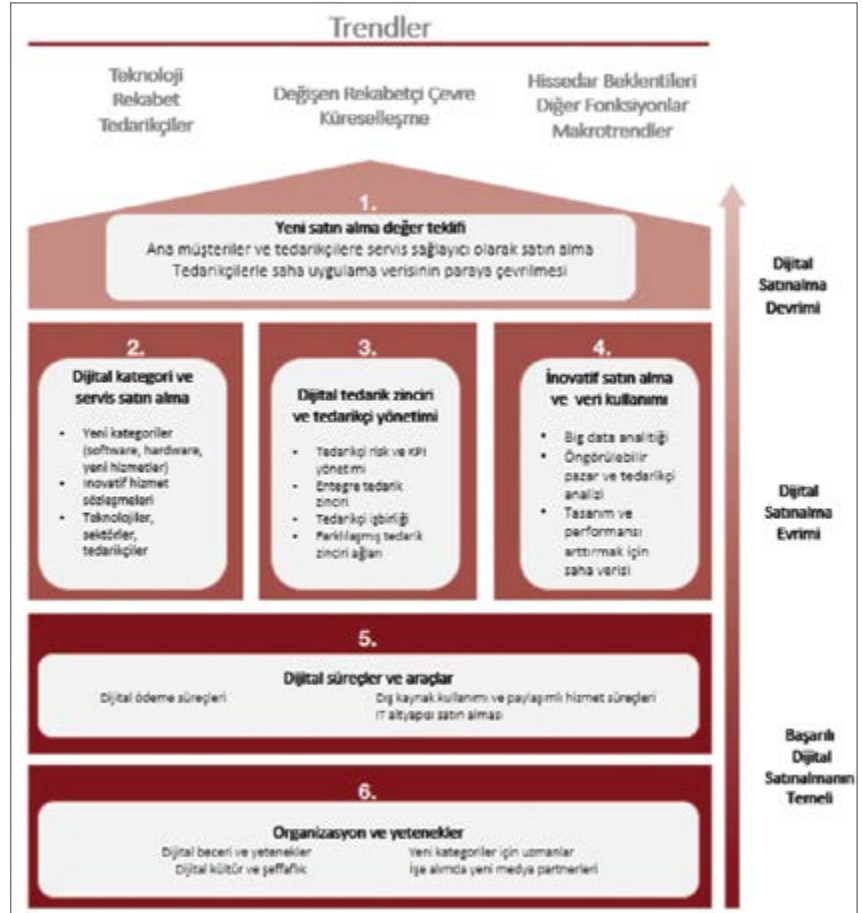 Trendler
Teknoloji
Rekabet
Tedarikçiler
Değişen Rekabetçi Çevre
Küreselleşme
Hissedar Beklentileri
Diğer Fonksiyonlar
Makrotrendler
1.
Yeni satın alma değer teklifi
Ana müşteriler ve tedarikçilere servis sağlayıcı olarak satın alma
Tedarikçilerle saha uygulama verisinin paraya çevrilmesi
Dijital
Satınalma
Devrimi
2.
Dijital kategori ve
servis satın alma
• Yeni kategoriler
(software, hardware,
yeni hizmetler)
• Inovatif hizmet
sözleşmeleri
• Teknolojiler,
sektörler,
tedarikçiler
3.
Dijital tedarik zinciri
ve tedarikçi yönetimi
• Tedarikçi risk ve KPI
yönetimi
• Entegre tedarik
zinciri
• Tedarikçi işbirliği
• Farklılaşmış tedarik
zinciri ağları
4.
İnovatif satın alma
ve veri kullanımı
• Big data analitiği
• Öngörülebilir
pazar ve tedarikçi
analizi
• Tasarım ve
performansı
arttırmak için
saha verisi
Dijital
Satınalma
Evrimi
5.
Dijital süreçler ve araçlar
Dijital ödeme süreçleri
Dış kaynak kullanımı ve paylaşımlı hizmet süreçleri
IT altyapısı satın alması
6.
Organizasyon ve yetenekler
Dijital beceri ve yetenekler
Dijital kültür ve şeffaflık
Yeni kategoriler için uzmanlar
İşe alımda yeni medya partnerleri
Başarılı
Dijital
Satınalmanın
Temeli